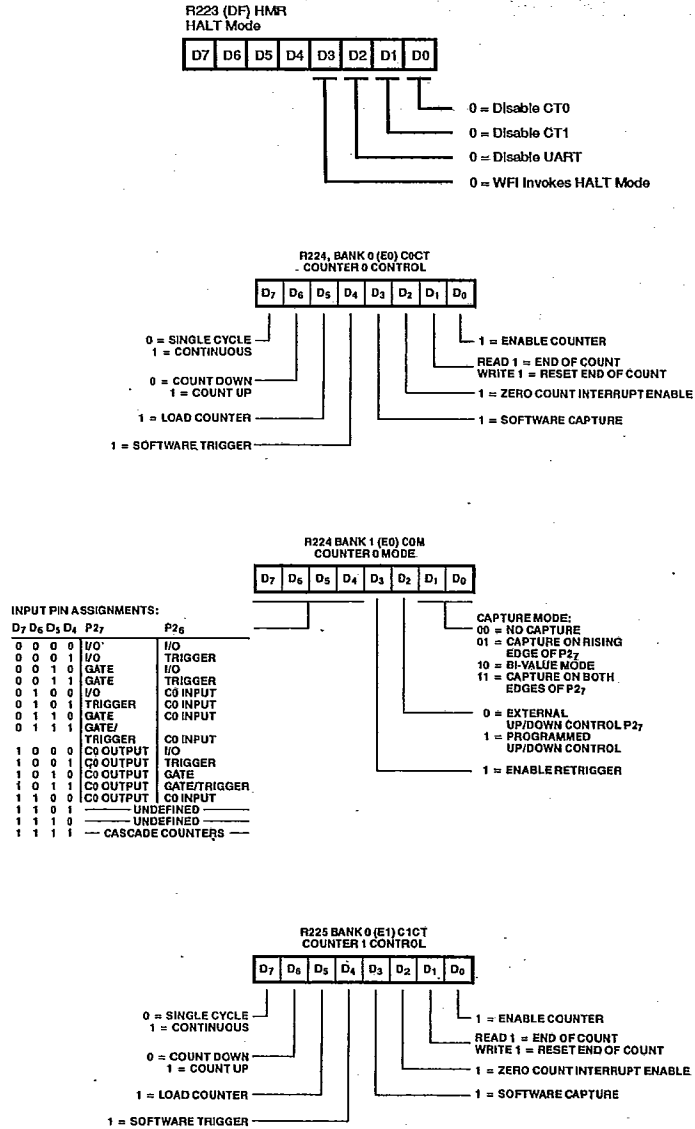 R223 (DF) HMR
HALT Mode
D7 D6 D5 D4 D3 D2 D1 D0
0 = Disable CT0
0 = Disable CT1
0 = Disable UART
0 = WFI Invokes HALT Mode
R224, BANK 0 (E0) C0CT
COUNTER 0 CONTROL
D7 D6 D5 D4 D3 D2 D1 D0
0 = SINGLE CYCLE
1 = CONTINUOUS
0 = COUNT DOWN
1 = COUNT UP
1 = LOAD COUNTER
1 = SOFTWARE TRIGGER
1 = ENABLE COUNTER
READ 1 = END OF COUNT
WRITE 1 = RESET END OF COUNT
1 = ZERO COUNT INTERRUPT ENABLE
1 = SOFTWARE CAPTURE
R224 BANK 1 (E0) C0M
COUNTER 0 MODE
D7 D6 D5 D4 D3 D2 D1 D0
INPUT PIN ASSIGNMENTS:
D7 D6 D5 D4 P27 P26
0 0 0 0 I/O I/O
0 0 0 1 I/O TRIGGER
0 0 1 0 GATE I/O
0 0 1 1 GATE TRIGGER
0 1 0 0 I/O C0 INPUT
0 1 0 1 TRIGGER C0 INPUT
0 1 1 0 GATE C0 INPUT
0 1 1 1 GATE/
TRIGGER C0 INPUT
1 0 0 0 C0 OUTPUT I/O
1 0 0 1 C0 OUTPUT TRIGGER
1 0 1 0 C0 OUTPUT GATE
1 0 1 1 C0 OUTPUT GATE/TRIGGER
1 1 0 0 C0 OUTPUT C0 INPUT
1 1 0 1 UNDEFINED
1 1 1 0 UNDEFINED
1 1 1 1 CASCADE COUNTERS
CAPTURE MODE:
00 = NO CAPTURE
01 = CAPTURE ON RISING
EDGE OF P27
10 = BI-VALUE MODE
11 = CAPTURE ON BOTH
EDGES OF P27
0 = EXTERNAL
UP/DOWN CONTROL P27
1 = PROGRAMMED
UP/DOWN CONTROL
1 = ENABLE RETRIGGER
R225 BANK 0 (E1) C1CT
COUNTER 1 CONTROL
D7 D6 D5 D4 D3 D2 D1 D0
0 = SINGLE CYCLE
1 = CONTINUOUS
0 = COUNT DOWN
1 = COUNT UP
1 = LOAD COUNTER
1 = SOFTWARE TRIGGER
1 = ENABLE COUNTER
READ 1 = END OF COUNT
WRITE 1 = RESET END OF COUNT
1 = ZERO COUNT INTERRUPT ENABLE
1 = SOFTWARE CAPTURE